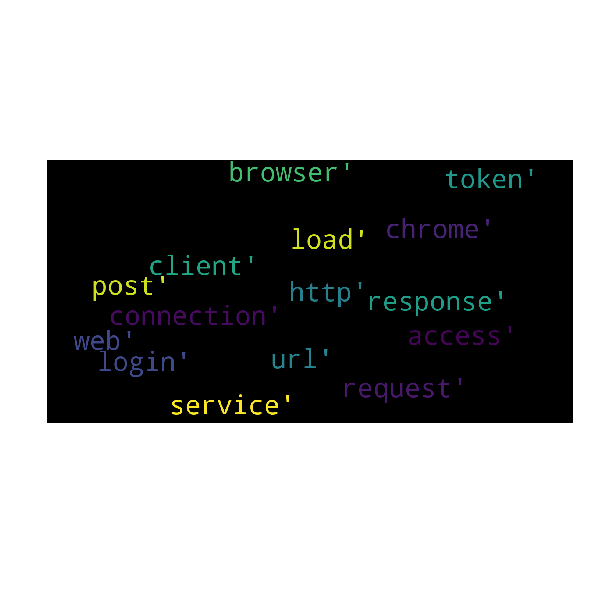 browser'
token'
chrome'
load'
client'
post'
http'
response'
connection'
access'
web'
login'
url'
request'
service'